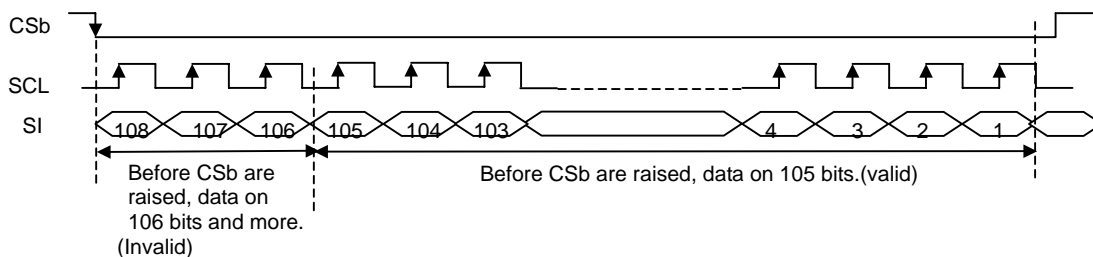 CSb
SCL
SI
108 107 106 105 104 103 4 3 2 1
Before CSb are
raised, data on
106 bits and more.
(Invalid)
Before CSb are raised, data on 105 bits.(valid)